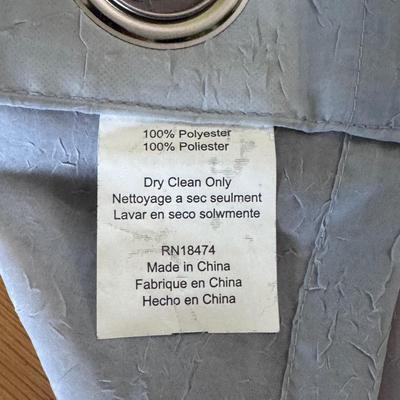 100% Polyester
100% Poliester
Dry Clean Only
Nettoyage a sec seulment
Lavar en seco solwmente
RN18474
Made in China
Fabrique en China
Hecho en China